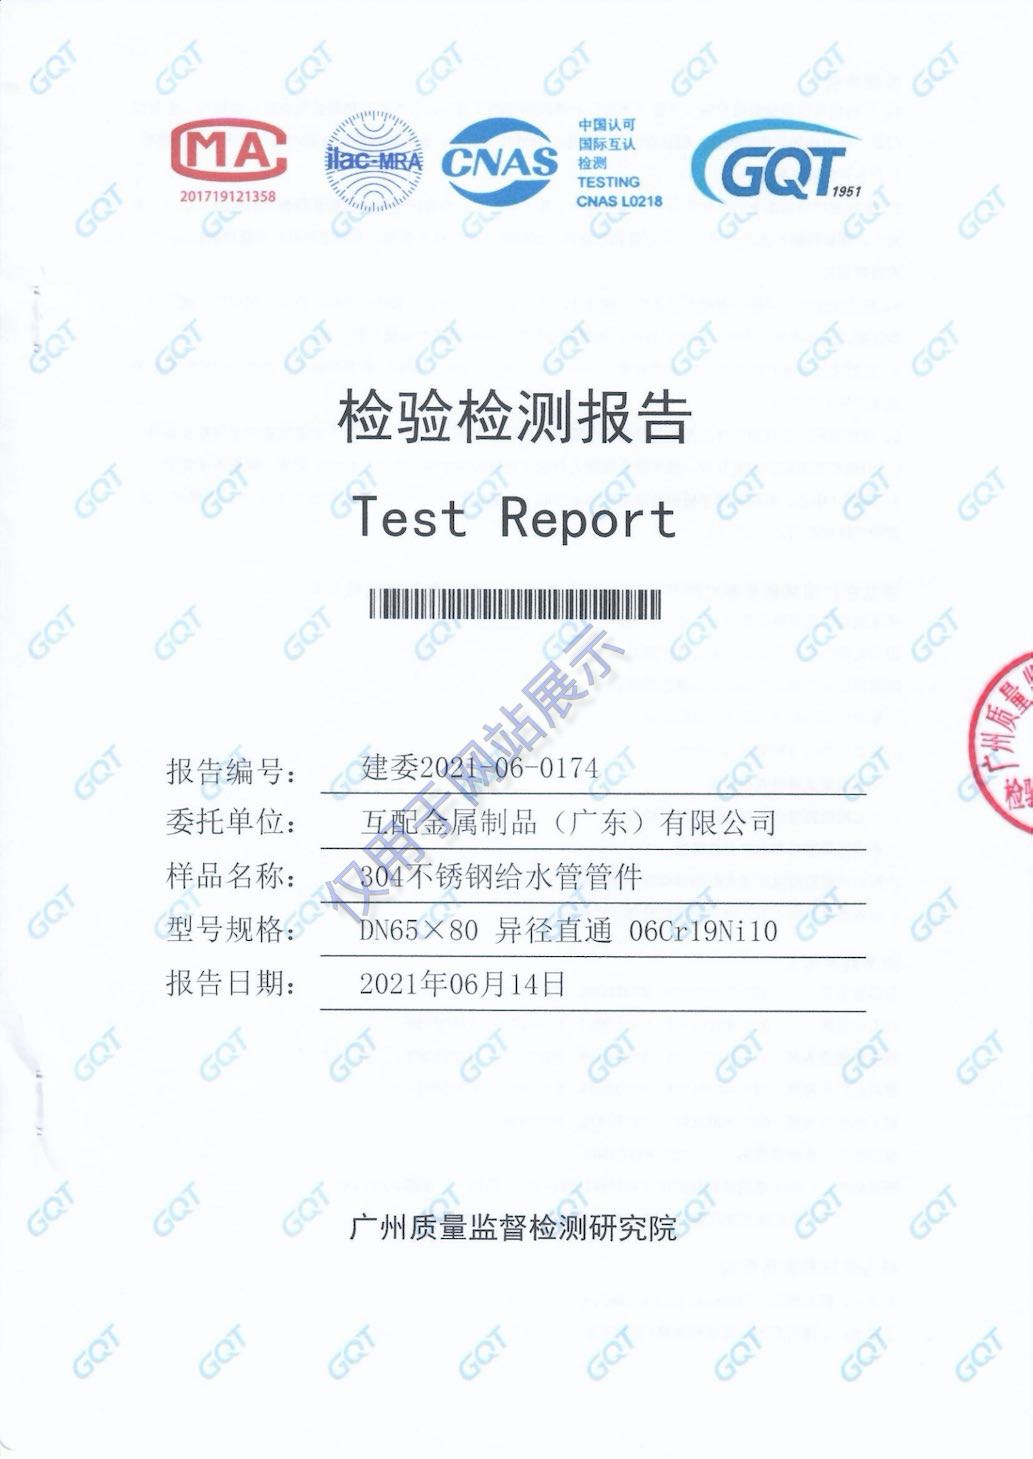 MA
201719121358
ilac-MRA
CNAS
中国认可
国际互认
检测
TESTING
CNAS L0218
GQT 1951
检验检测报告
Test Report
仅用于网站展示
报告编号： 建委2021-06-0174
委托单位： 互配金属制品（广东）有限公司
样品名称： 304不锈钢给水管管件
型号规格： DN65×80 异径直通 06Cr19Ni10
报告日期： 2021年06月14日
广州质量监
检验
广州质量监督检测研究院